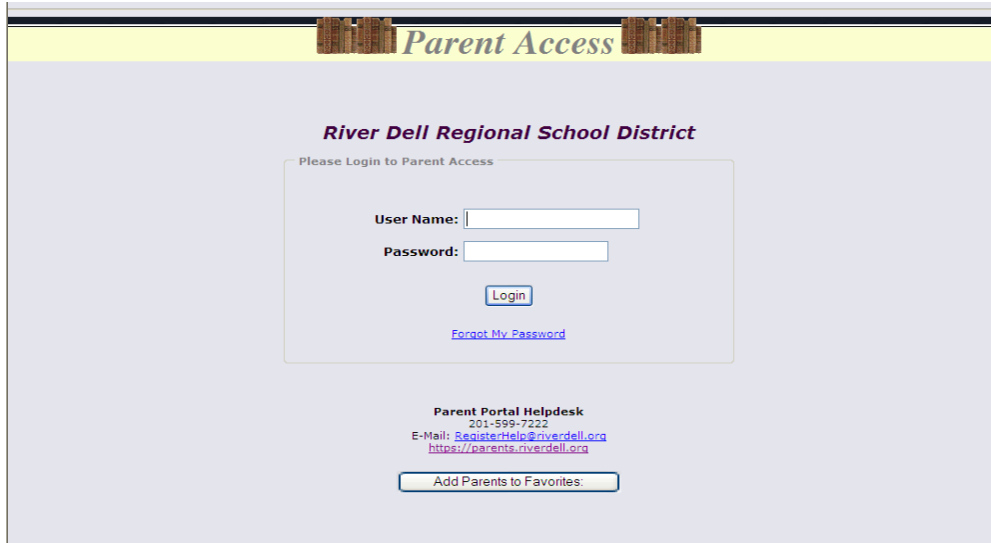 Parent Access
River Dell Regional School District
Please Login to Parent Access
User Name:
Password:
Login
Forgot My Password
Parent Portal Helpdesk
201-599-7222
E-Mail: RegisterHelp@riverdell.org
https://parents.riverdell.org
Add Parents to Favorites: